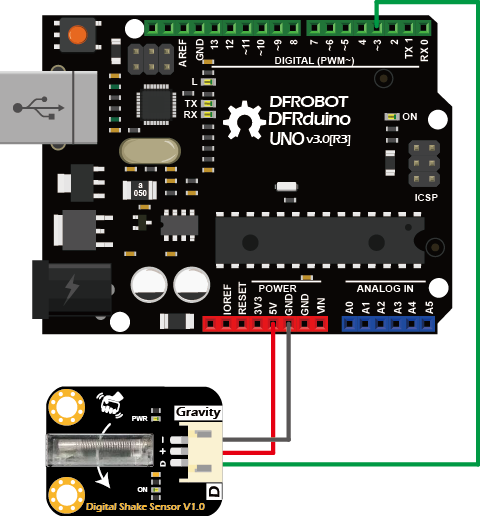 AREF
GND
13
12
~11
~10
~9
8
7
~6
~5
4
~3
2
TX 1
RX 0
DIGITAL (PWM~)
L
TX
RX
DFROBOT
DFRduino
UNO v3.0[R3]
ON
ICSP
a
050
IOREF
RESET
3V3
5V
GND
GND
VIN
POWER
ANALOG IN
A0
A1
A2
A3
A4
A5
PWR
Gravity
D + -
D
ON
Digital Shake Sensor V1.0